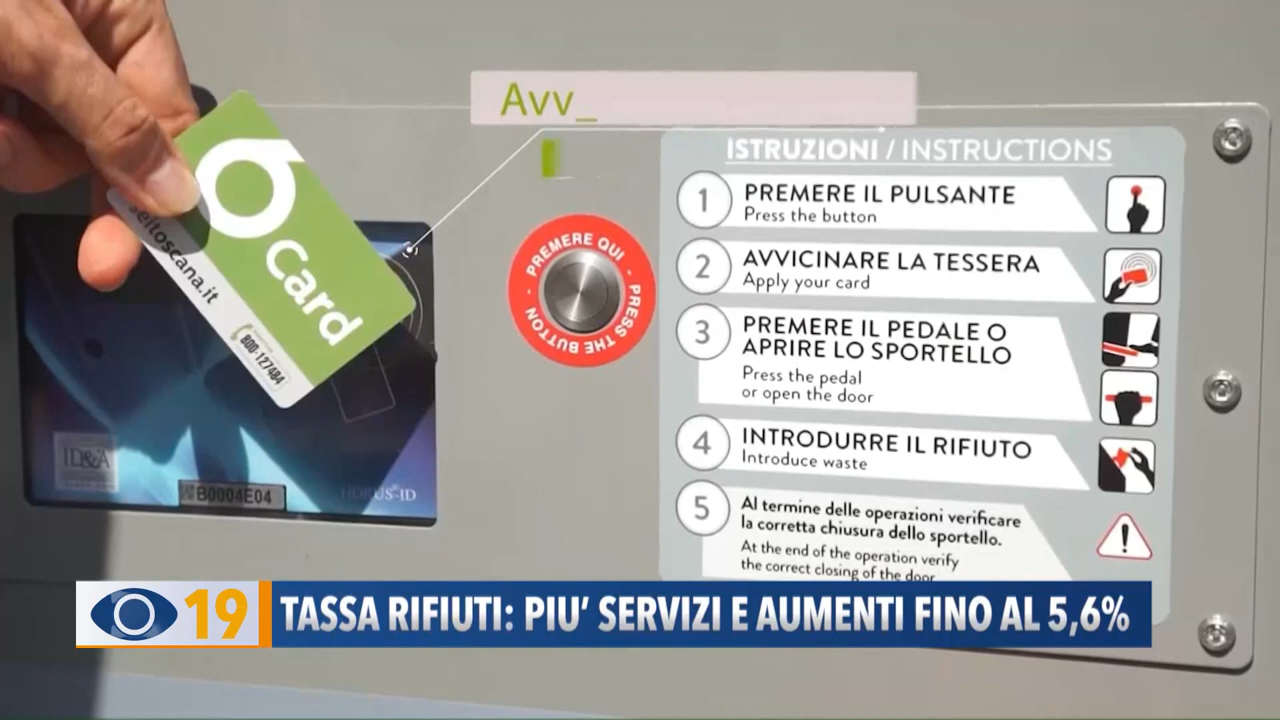 Avv_
6 Card
seitoscana.it
800-127484
ID&A
B0004E04
HORUS-ID
PREMERE QUI - PRESS THE BUTTON -
ISTRUZIONI / INSTRUCTIONS
1
PREMERE IL PULSANTE
Press the button
2
AVVICINARE LA TESSERA
Apply your card
3
PREMERE IL PEDALE O
APRIRE LO SPORTELLO
Press the pedal
or open the door
4
INTRODURRE IL RIFIUTO
Introduce waste
5
Al termine delle operazioni verificare
la corretta chiusura dello sportello.
At the end of the operation verify
the correct closing of the door
19
TASSA RIFIUTI: PIU' SERVIZI E AUMENTI FINO AL 5,6%